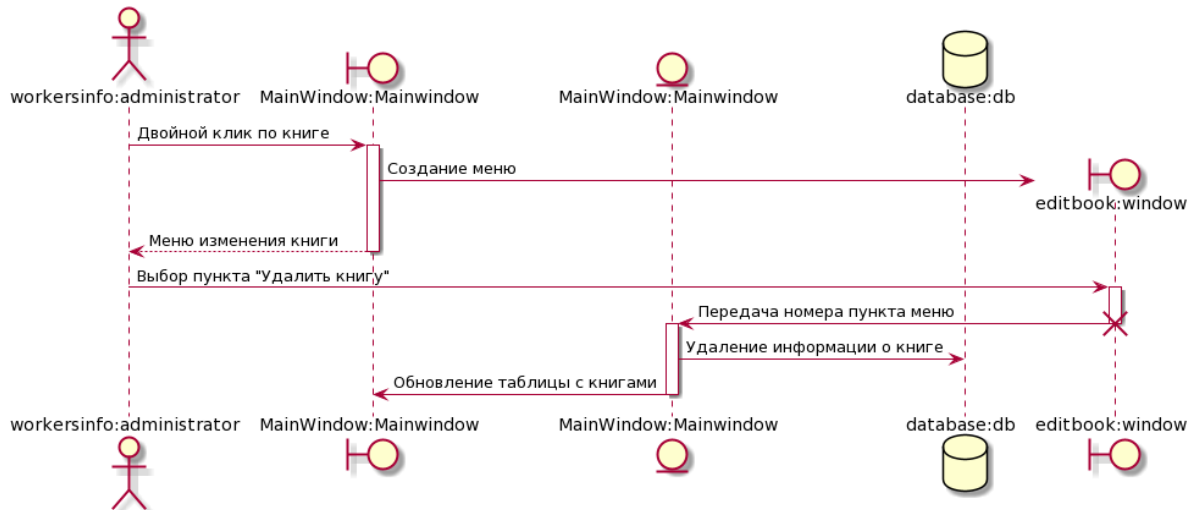 workersinfo:administrator
MainWindow:Mainwindow
MainWindow:Mainwindow
database:db
Двойной клик по книге
Создание меню
editbook:window
Меню изменения книги
Выбор пункта "Удалить книгу"
Передача номера пункта меню
Удаление информации о книге
Обновление таблицы с книгами
workersinfo:administrator
MainWindow:Mainwindow
MainWindow:Mainwindow
database:db
editbook:window